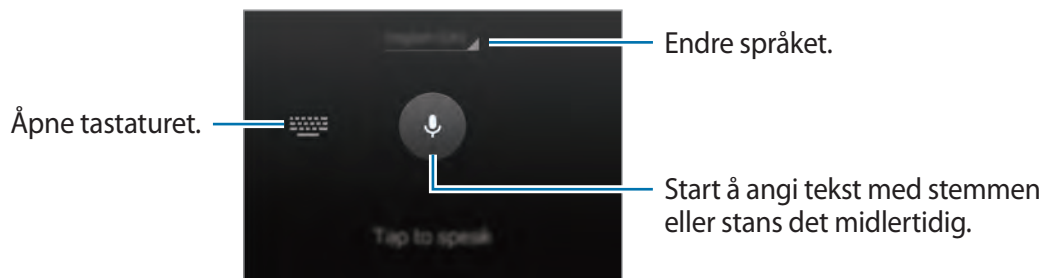 Endre språket.
Åpne tastaturet.
Start å angi tekst med stemmen
eller stans det midlertidig.
Tap to speak